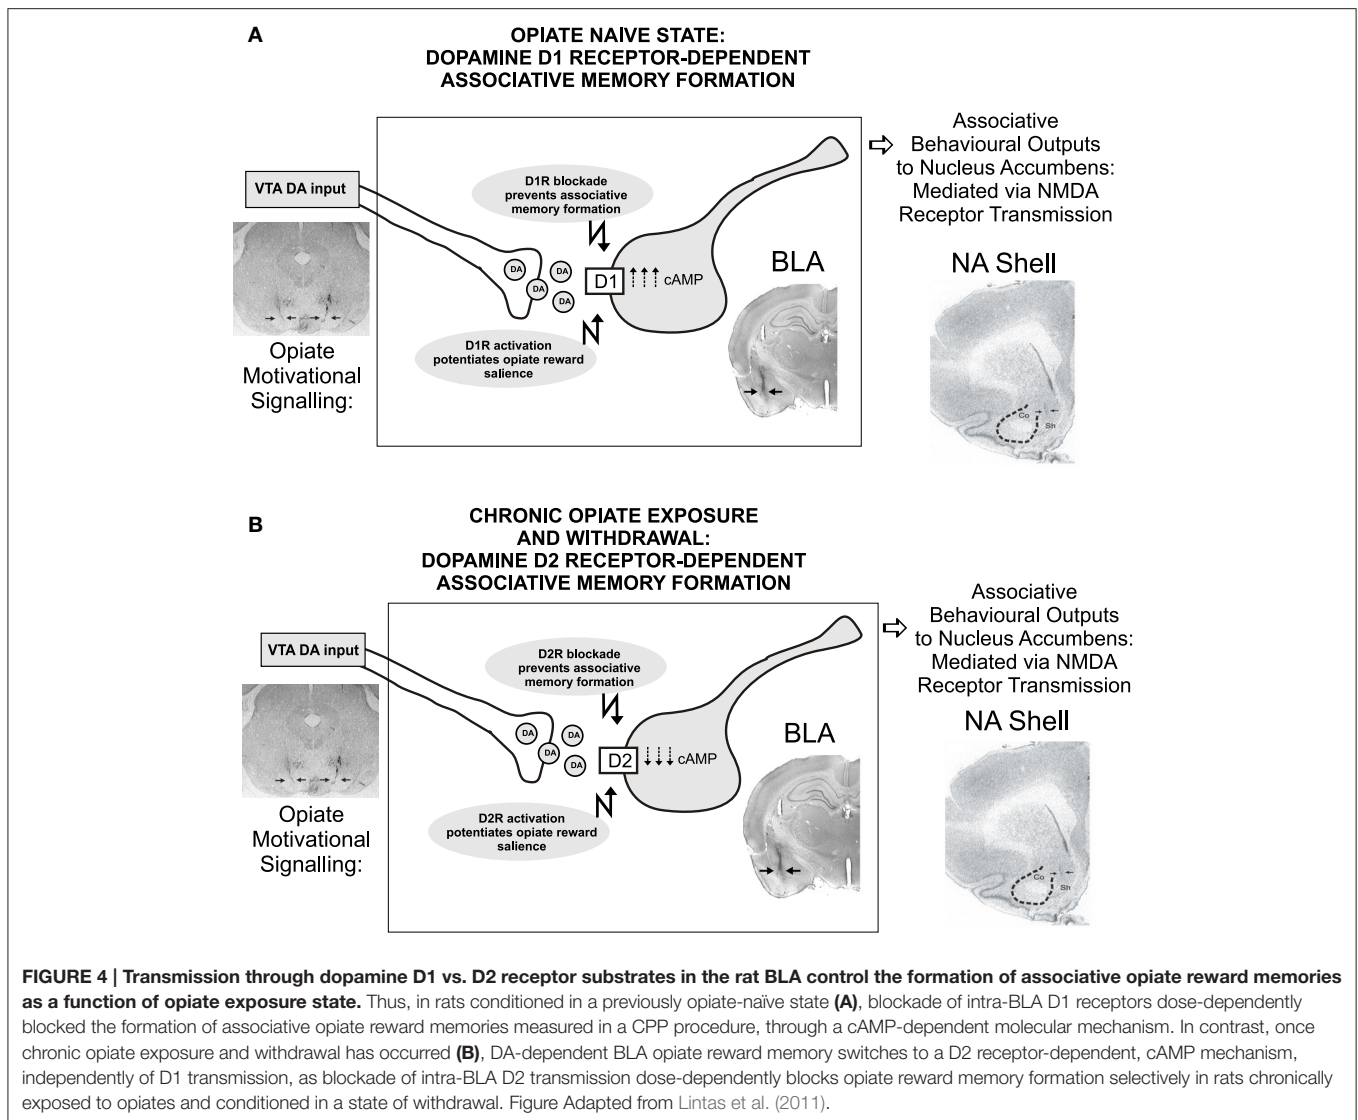 A
OPIATE NAIVE STATE:
DOPAMINE D1 RECEPTOR-DEPENDENT
ASSOCIATIVE MEMORY FORMATION
VTA DA input
Opiate
Motivational
Signalling:
D1R blockade
prevents associative
memory formation
DA
DA
DA
DA
D1
cAMP
D1R activation
potentiates opiate reward
salience
BLA
Associative
Behavioural Outputs
to Nucleus Accumbens:
Mediated via NMDA
Receptor Transmission
NA Shell
Co
Sh
B
CHRONIC OPIATE EXPOSURE
AND WITHDRAWAL:
DOPAMINE D2 RECEPTOR-DEPENDENT
ASSOCIATIVE MEMORY FORMATION
VTA DA input
Opiate
Motivational
Signalling:
D2R blockade
prevents associative
memory formation
DA
DA
DA
DA
D2
cAMP
D2R activation
potentiates opiate reward
salience
BLA
Associative
Behavioural Outputs
to Nucleus Accumbens:
Mediated via NMDA
Receptor Transmission
NA Shell
Co
Sh
FIGURE 4 | Transmission through dopamine D1 vs. D2 receptor substrates in the rat BLA control the formation of associative opiate reward memories
as a function of opiate exposure state. Thus, in rats conditioned in a previously opiate-naïve state (A), blockade of intra-BLA D1 receptors dose-dependently
blocked the formation of associative opiate reward memories measured in a CPP procedure, through a cAMP-dependent molecular mechanism. In contrast, once
chronic opiate exposure and withdrawal has occurred (B), DA-dependent BLA opiate reward memory switches to a D2 receptor-dependent, cAMP mechanism,
independently of D1 transmission, as blockade of intra-BLA D2 transmission dose-dependently blocks opiate reward memory formation selectively in rats chronically
exposed to opiates and conditioned in a state of withdrawal. Figure Adapted from Lintas et al. (2011).